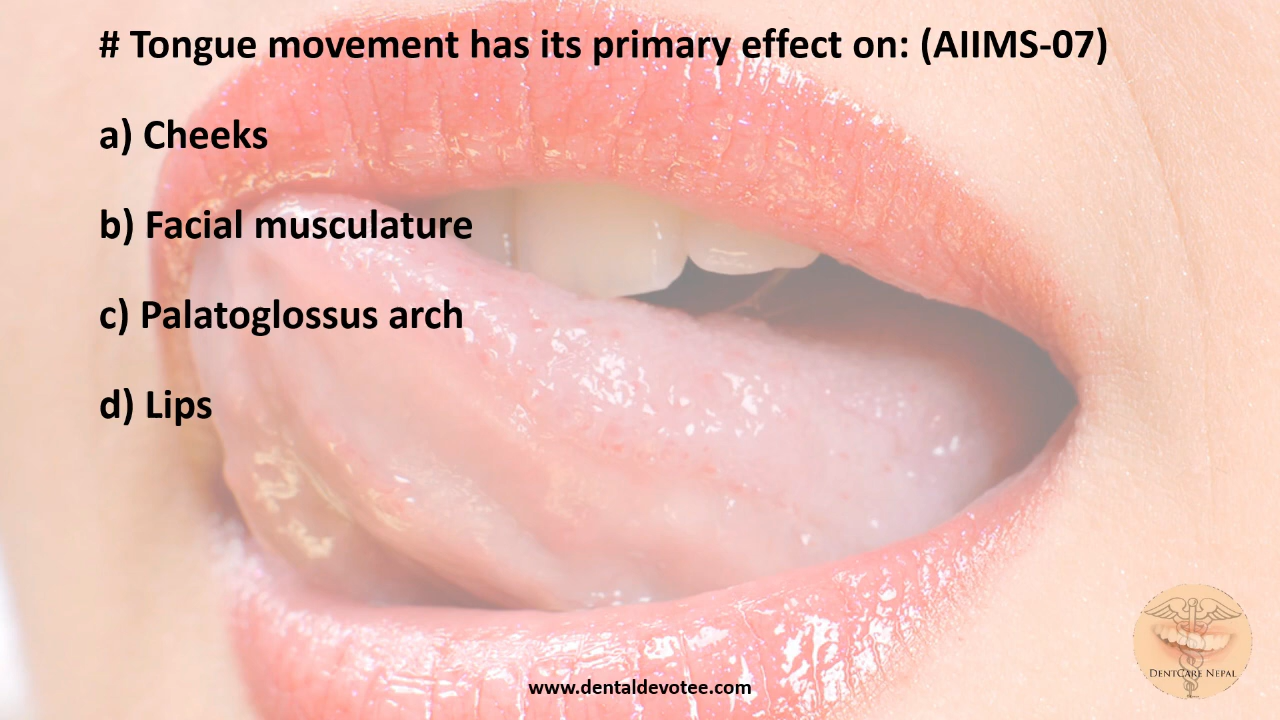 # Tongue movement has its primary effect on: (AIIMS-07)
a) Cheeks
b) Facial musculature
c) Palatoglossus arch
d) Lips
DENTCARE NEPAL
www.dentaldevotee.com